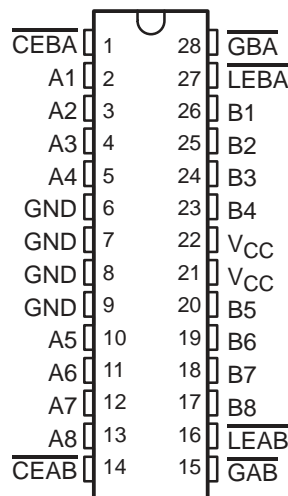 CEBA 1 28 GBA
A1 2 27 LEBA
A2 3 26 B1
A3 4 25 B2
A4 5 24 B3
GND 6 23 B4
GND 7 22 VCC
GND 8 21 VCC
GND 9 20 B5
A5 10 19 B6
A6 11 18 B7
A7 12 17 B8
A8 13 16 LEAB
CEAB 14 15 GAB